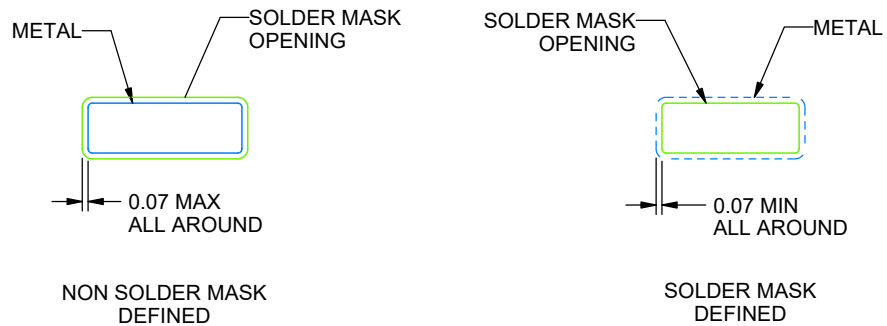 METAL
SOLDER MASK
OPENING
0.07 MAX
ALL AROUND
NON SOLDER MASK
DEFINED
SOLDER MASK
OPENING
METAL
0.07 MIN
ALL AROUND
SOLDER MASK
DEFINED